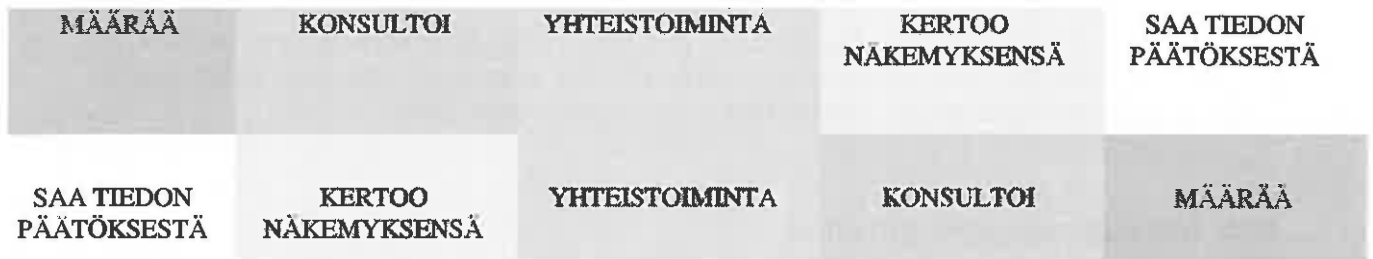 MÄÄRÄÄ KONSULTOI YHTEISTOIMINTA KERTOO SAA TIEDON
NÄKEMYKSENSÄ PÄÄTÖKSESTÄ
SAA TIEDON KERTOO YHTEISTOIMINTA KONSULTOI MÄÄRÄÄ
PÄÄTÖKSESTÄ NÄKEMYKSENSÄ